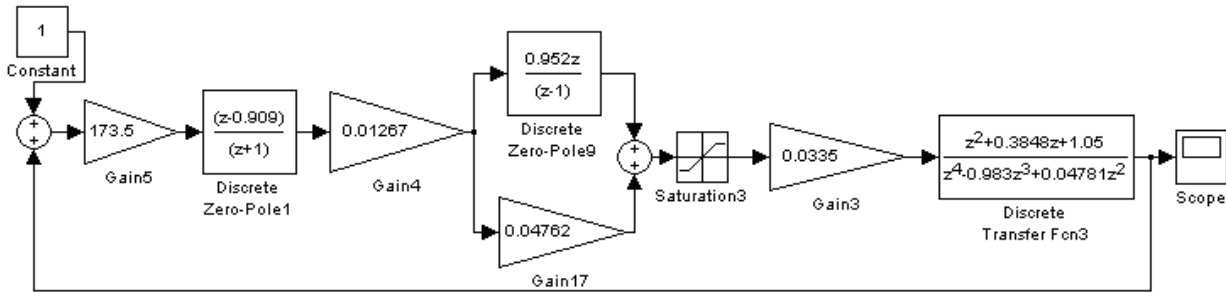 1
Constant
+
+
173.5
Gain5
(z-0.909)
(z+1)
Discrete
Zero-Pole1
0.01267
Gain4
0.952z
(z-1)
Discrete
Zero-Pole9
0.04762
Gain17
+
+
Saturation3
0.0335
Gain3
z²+0.3848z+1.05
z⁴-0.983z³+0.04781z²
Discrete
Transfer Fcn3
Scope